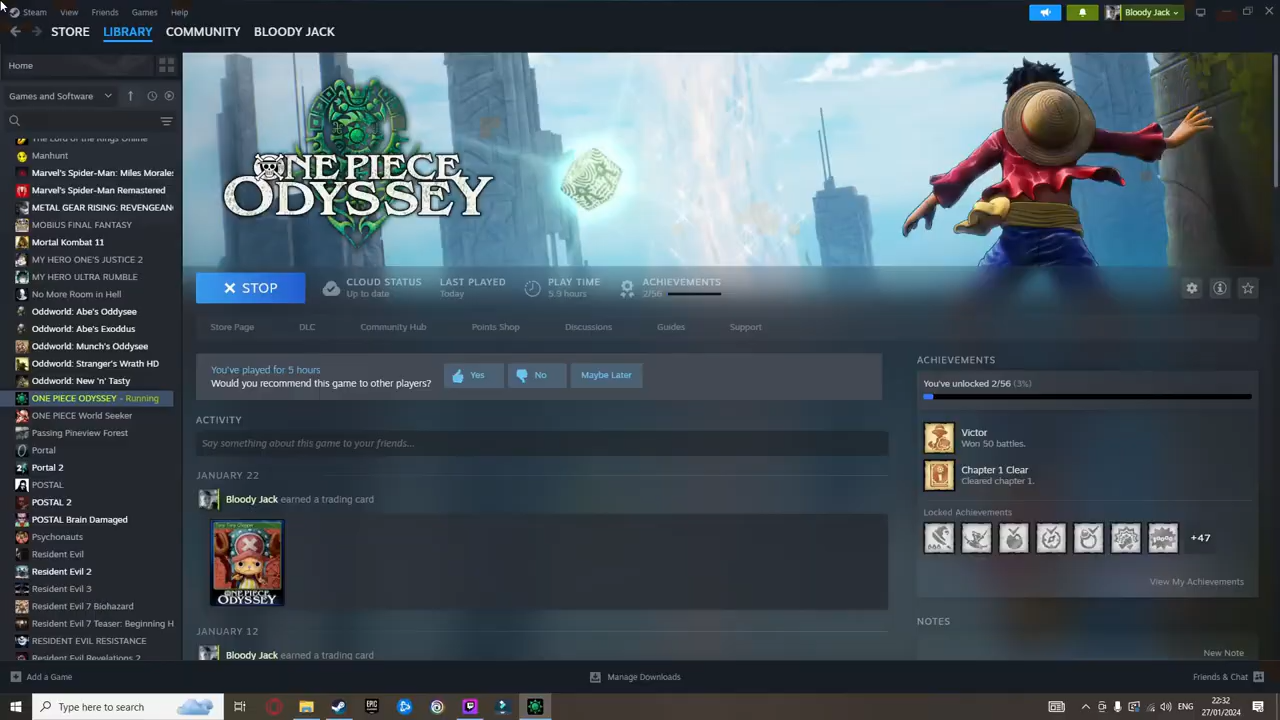 Steam View Friends Games Help
Bloody Jack
STORE LIBRARY COMMUNITY BLOODY JACK
Home
Games and Software
The Lord of the Rings Online
Manhunt
Marvel's Spider-Man: Miles Morales
Marvel's Spider-Man Remastered
METAL GEAR RISING: REVENGEAN
MOBIUS FINAL FANTASY
Mortal Kombat 11
MY HERO ONE'S JUSTICE 2
MY HERO ULTRA RUMBLE
No More Room in Hell
Oddworld: Abe's Oddysee
Oddworld: Abe's Exoddus
Oddworld: Munch's Oddysee
Oddworld: Stranger's Wrath HD
Oddworld: New 'n' Tasty
ONE PIECE ODYSSEY - Running
ONE PIECE World Seeker
Passing Pineview Forest
Portal
Portal 2
POSTAL
POSTAL 2
POSTAL Brain Damaged
Psychonauts
Resident Evil
Resident Evil 2
Resident Evil 3
Resident Evil 7 Biohazard
Resident Evil 7 Teaser: Beginning H
RESIDENT EVIL RESISTANCE
Resident Evil Revelations 2
ONE PIECE
ODYSSEY
STOP
CLOUD STATUS
Up to date
LAST PLAYED
Today
PLAY TIME
5.9 hours
ACHIEVEMENTS
2/56
Store Page DLC Community Hub Points Shop Discussions Guides Support
You've played for 5 hours
Would you recommend this game to other players?
Yes No Maybe Later
ACTIVITY
Say something about this game to your friends...
JANUARY 22
Bloody Jack earned a trading card
ONE PIECE
ODYSSEY
JANUARY 12
Bloody Jack earned a trading card
ACHIEVEMENTS
You've unlocked 2/56 (3%)
Victor
Won 50 battles.
Chapter 1 Clear
Cleared chapter 1.
Locked Achievements
+47
View My Achievements
NOTES
New Note
Add a Game
Manage Downloads
Friends & Chat
Type here to search
EPIC
ENG
22:32
27/01/2024